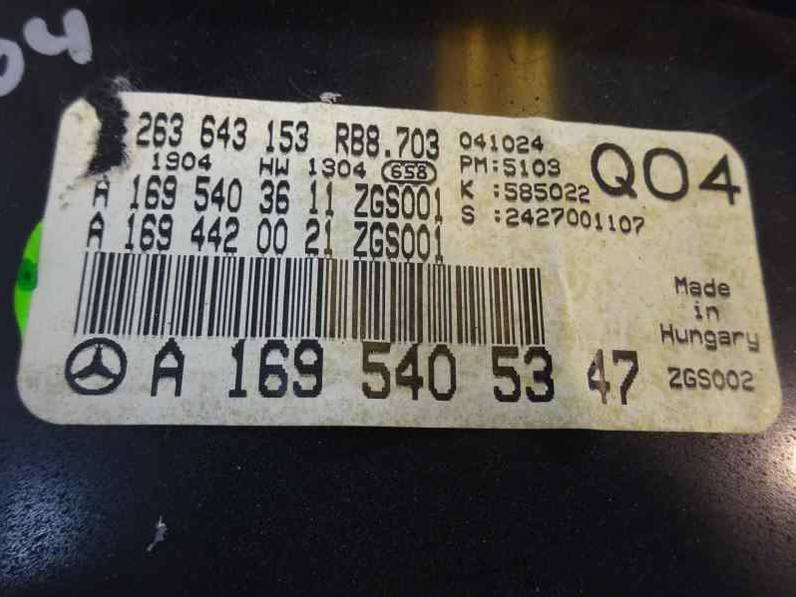 04
263 643 153 RB8.703 041024 Q04
1904 HW 1304 658 PM:5103
A 169 540 36 11 ZGS001 K :585022
A 169 442 00 21 ZGS001 S :2427001107
Made
in
Hungary
A 169 540 53 47 ZGS002